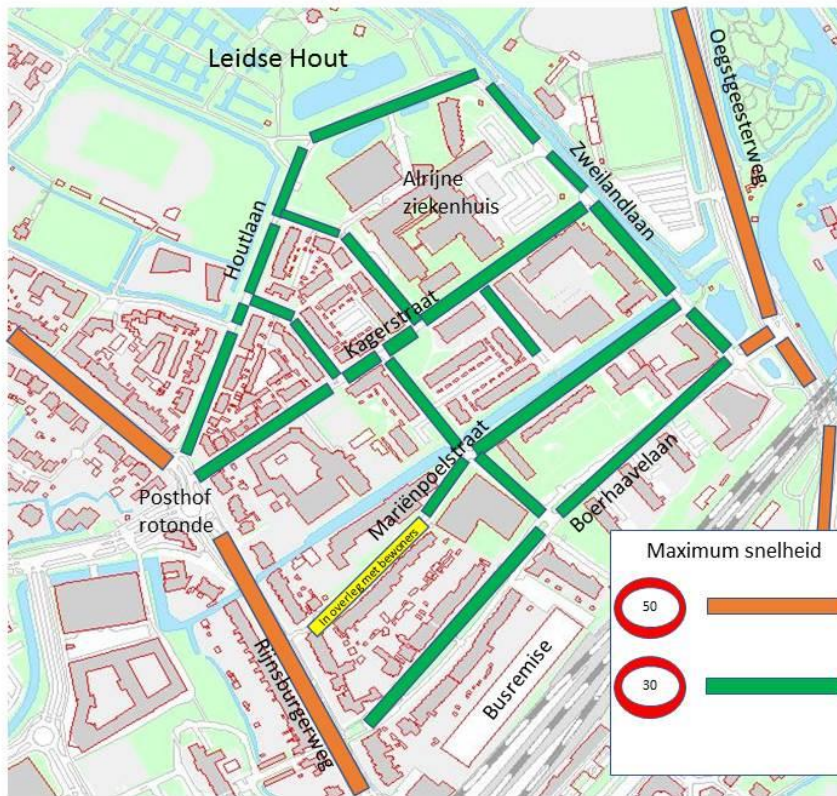 Leidse Hout
Oegstgeesterweg
Zweilandlaan
Alrijne
ziekenhuis
Houtlaan
Kagerstraat
Posthof
rotonde
Mariënpoelstraat
Boerhaavelaan
In overleg met bewoners
Rijnsburgerweg
Busremise
Maximum snelheid
50
30